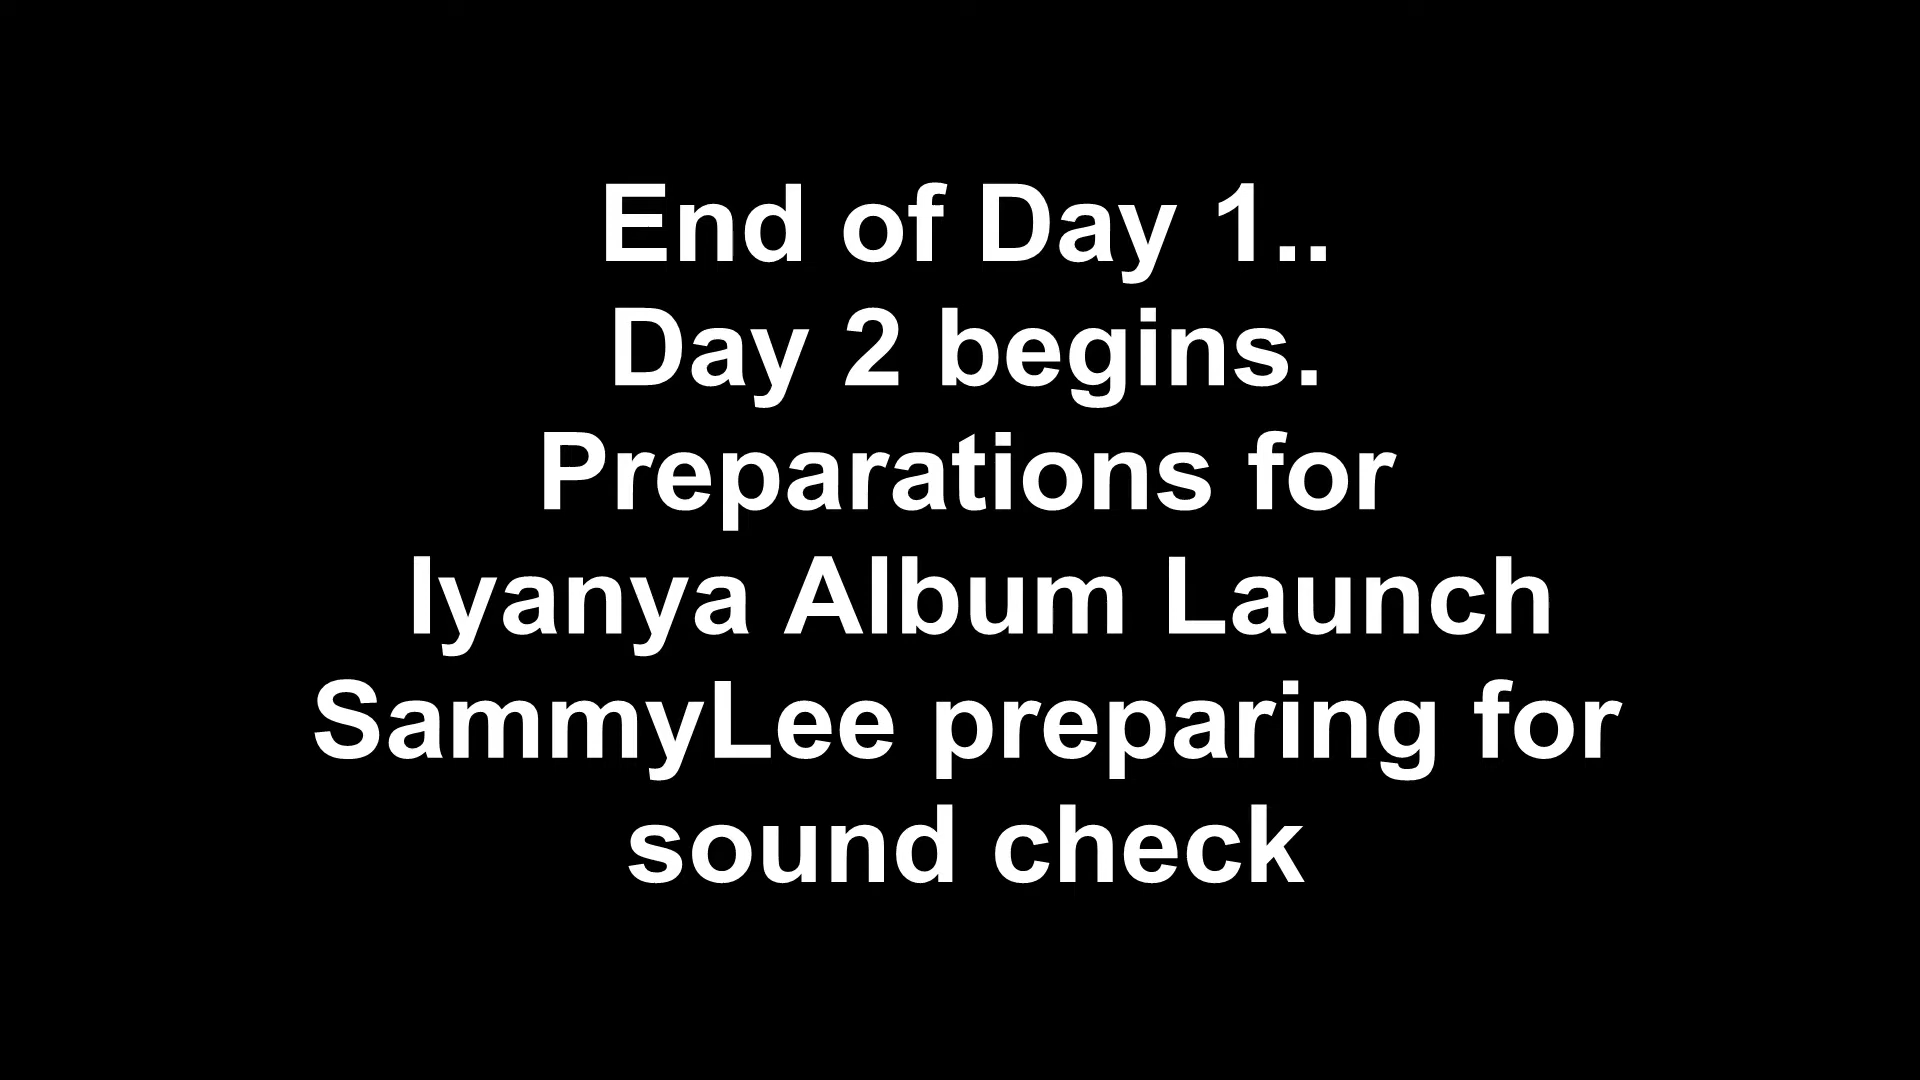 End of Day 1..
Day 2 begins.
Preparations for
Iyanya Album Launch
SammyLee preparing for
sound check